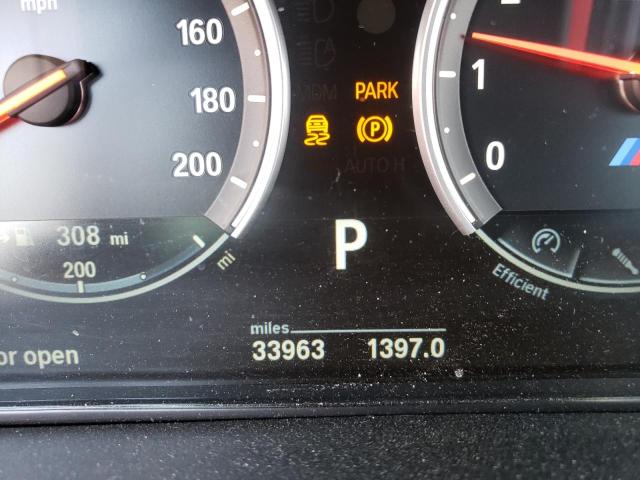 mph
160
180
200
PARK
P
AUTO H
2
1
0
308 mi
200
mi
P
Efficient
miles
33963 1397.0
or open